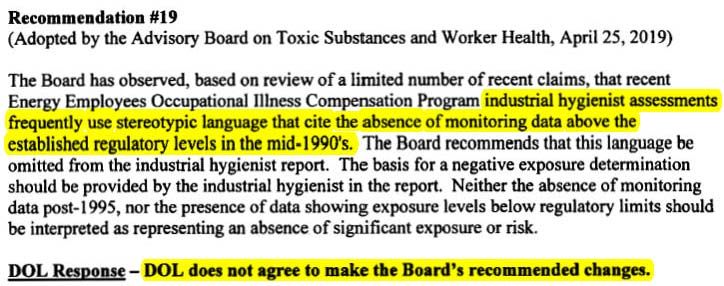 Recommendation #19
(Adopted by the Advisory Board on Toxic Substances and Worker Health, April 25, 2019)
The Board has observed, based on review of a limited number of recent claims, that recent
Energy Employees Occupational Illness Compensation Program industrial hygienist assessments
frequently use stereotypic language that cite the absence of monitoring data above the
established regulatory levels in the mid-1990's. The Board recommends that this language be
omitted from the industrial hygienist report. The basis for a negative exposure determination
should be provided by the industrial hygienist in the report. Neither the absence of monitoring
data post-1995, nor the presence of data showing exposure levels below regulatory limits should
be interpreted as representing an absence of significant exposure or risk.
DOL Response – DOL does not agree to make the Board's recommended changes.